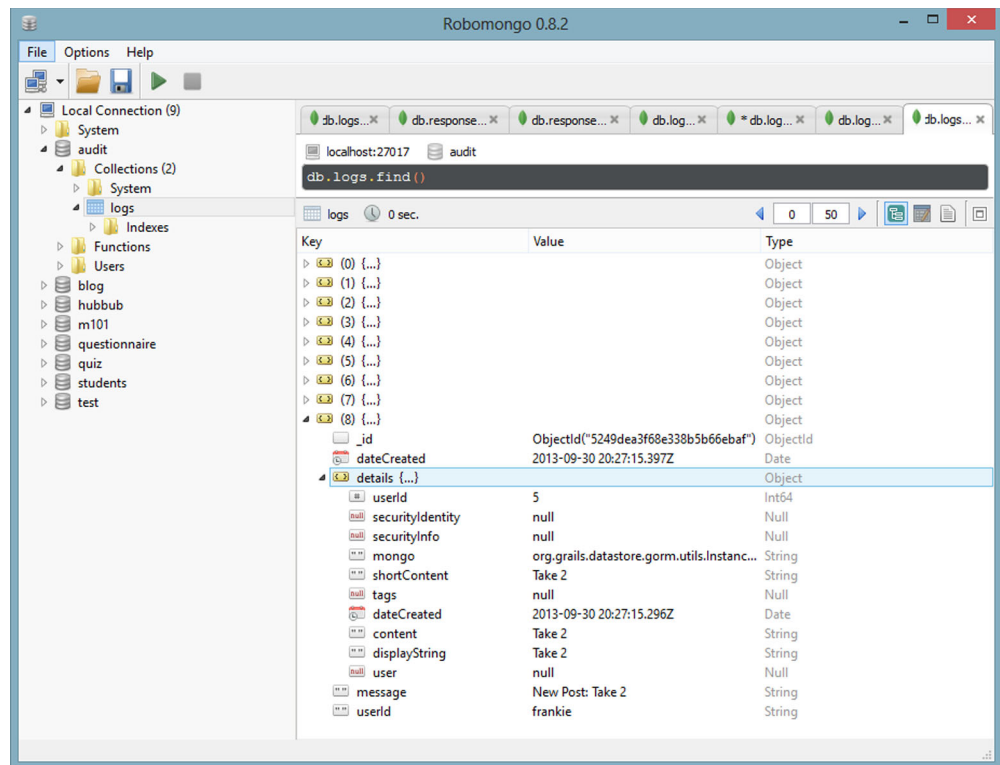 Robomongo 0.8.2
File Options Help
Local Connection (9)
System
audit
Collections (2)
System
logs
Indexes
Functions
Users
blog
hubbub
m101
questionnaire
quiz
students
test
db.logs... db.response... db.response... db.log... * db.log... db.log... db.logs...
localhost:27017 audit
db.logs.find()
logs 0 sec. 0 50
Key Value Type
(0) {...} Object
(1) {...} Object
(2) {...} Object
(3) {...} Object
(4) {...} Object
(5) {...} Object
(6) {...} Object
(7) {...} Object
(8) {...} Object
_id ObjectId("5249dea3f68e338b5b66ebaf") ObjectId
dateCreated 2013-09-30 20:27:15.397Z Date
details {...} Object
# userId 5 Int64
null securityIdentity null Null
null securityInfo null Null
" " mongo org.grails.datastore.gorm.utils.Instanc... String
" " shortContent Take 2 String
null tags null Null
dateCreated 2013-09-30 20:27:15.296Z Date
" " content Take 2 String
" " displayString Take 2 String
null user null Null
" " message New Post: Take 2 String
" " userId frankie String